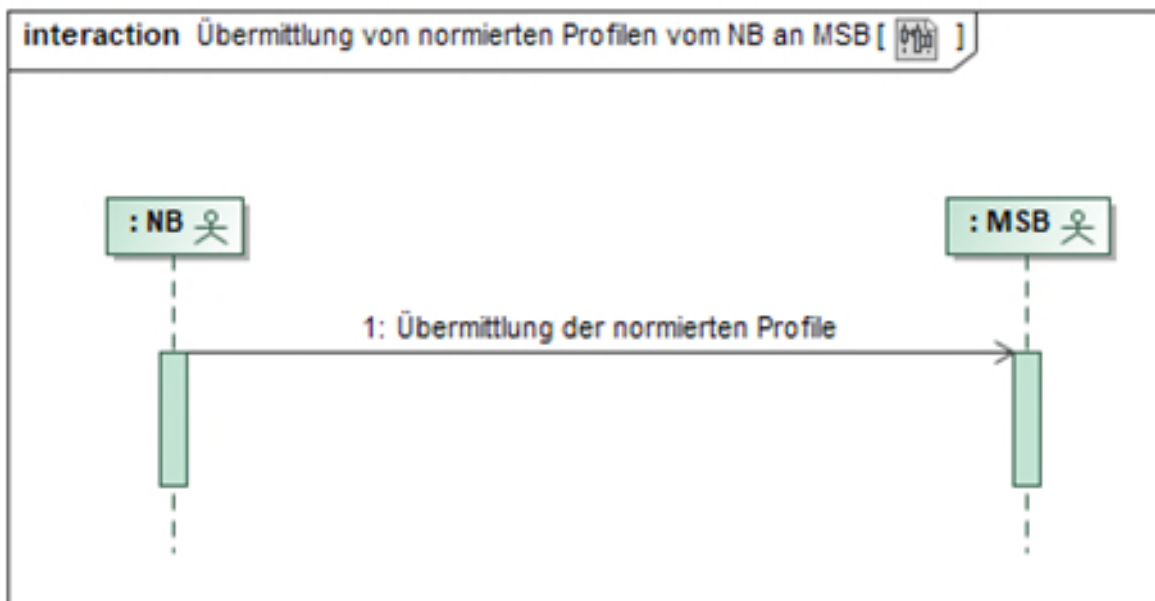 interaction Übermittlung von normierten Profilen vom NB an MSB [ ]
: NB
: MSB
1: Übermittlung der normierten Profile